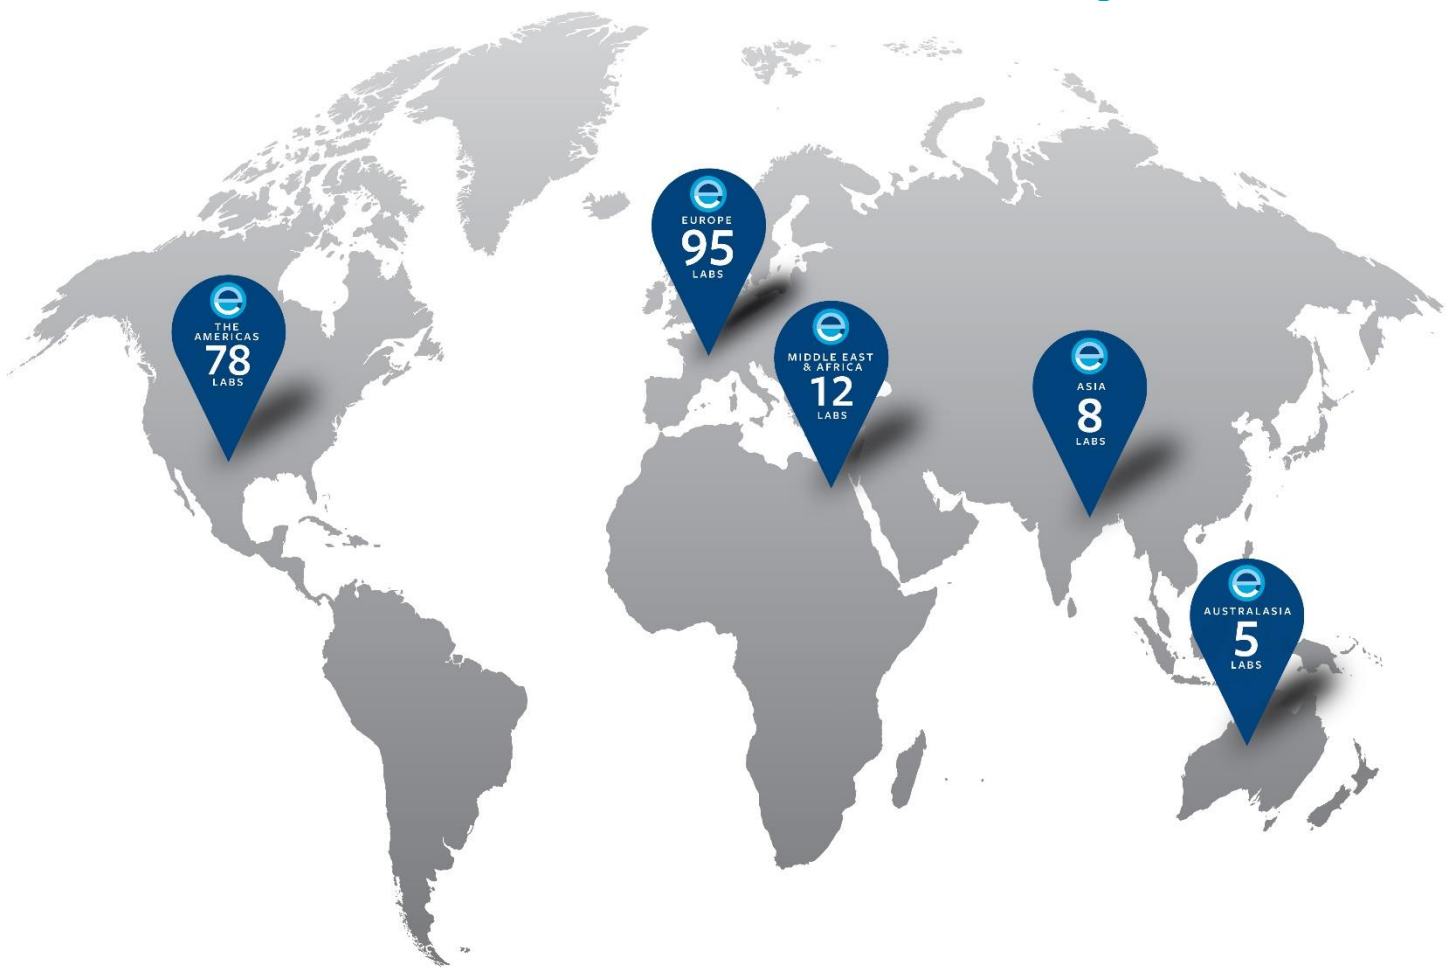 EUROPE
95
LABS
THE
AMERICAS
78
LABS
MIDDLE EAST
& AFRICA
12
LABS
ASIA
8
LABS
AUSTRALASIA
5
LABS